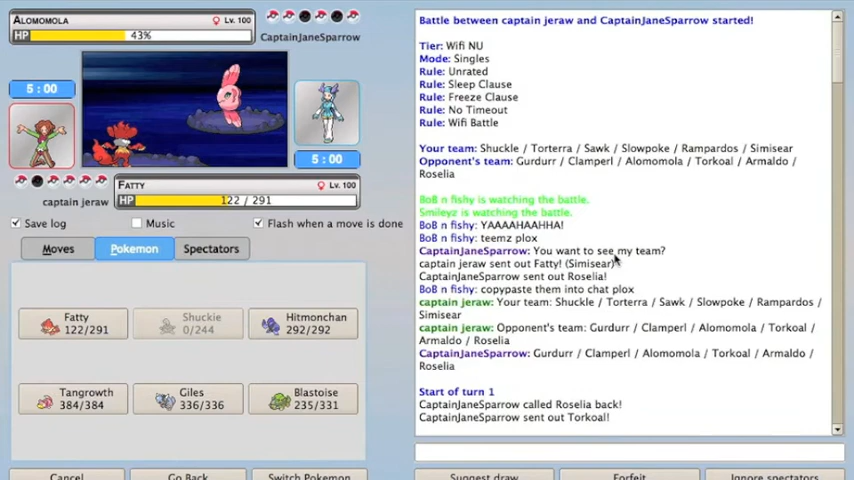 ALOMOMOLA
Lv. 100
HP
43%
CaptainJaneSparrow
5 : 00
5 : 00
FATTY
Lv. 100
captain jeraw
HP
122 / 291
Save log
Music
Flash when a move is done
Moves
Pokemon
Spectators
Fatty
122/291
Shuckie
0/244
Hitmonchan
292/292
Tangrowth
384/384
Giles
336/336
Blastoise
235/331
Cancel
Go Back
Switch Pokemon
Battle between captain jeraw and CaptainJaneSparrow started!
Tier: Wifi NU
Mode: Singles
Rule: Unrated
Rule: Sleep Clause
Rule: Freeze Clause
Rule: No Timeout
Rule: Wifi Battle
Your team: Shuckle / Torterra / Sawk / Slowpoke / Rampardos / Simisear
Opponent's team: Gurdurr / Clamperl / Alomomola / Torkoal / Armaldo /
Roselia
BoB n fishy is watching the battle.
Smileyz is watching the battle.
BoB n fishy: YAAAAHAAHHA!
BoB n fishy: teemz plox
CaptainJaneSparrow: You want to see my team?
captain jeraw sent out Fatty! (Simisear)
CaptainJaneSparrow sent out Roselia!
BoB n fishy: copypaste them into chat plox
captain jeraw: Your team: Shuckle / Torterra / Sawk / Slowpoke / Rampardos /
Simisear
captain jeraw: Opponent's team: Gurdurr / Clamperl / Alomomola / Torkoal /
Armaldo / Roselia
CaptainJaneSparrow: Gurdurr / Clamperl / Alomomola / Torkoal / Armaldo /
Roselia
Start of turn 1
CaptainJaneSparrow called Roselia back!
CaptainJaneSparrow sent out Torkoal!
Suggest draw
Forfeit
Ignore spectators